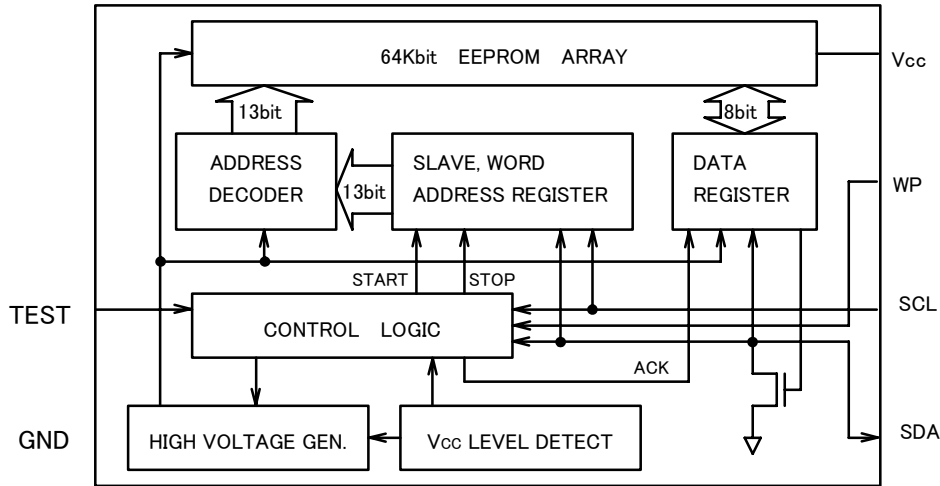 64Kbit EEPROM ARRAY
Vcc
13bit
8bit
ADDRESS
DECODER
13bit
SLAVE, WORD
ADDRESS REGISTER
DATA
REGISTER
WP
START
STOP
TEST
CONTROL LOGIC
SCL
ACK
GND
HIGH VOLTAGE GEN.
Vcc LEVEL DETECT
SDA